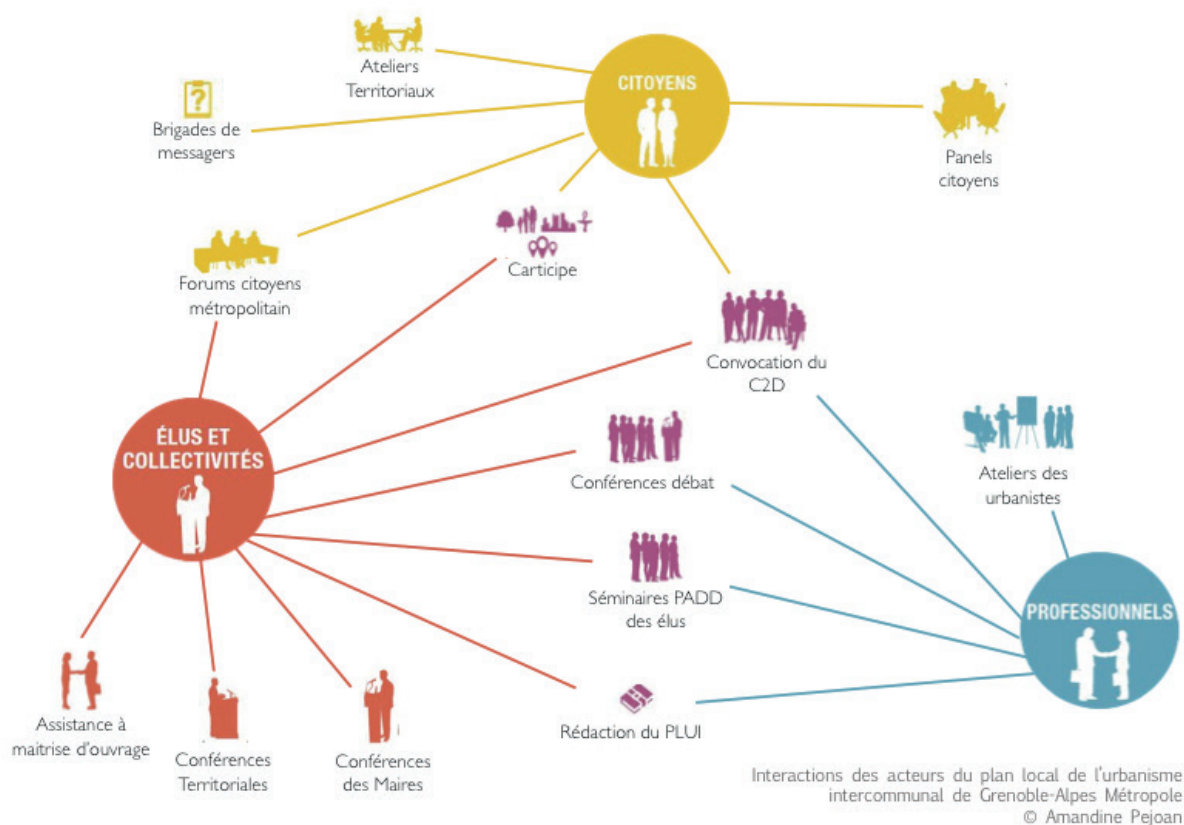 Ateliers
Territoriaux
CITOYENS
?
Brigades de
messagers
Panels
citoyens
Carticipe
Forums citoyens
métropolitain
Convocation du
C2D
ÉLUS ET
COLLECTIVITÉS
Conférences débat
Ateliers des
urbanistes
Séminaires PADD
des élus
PROFESSIONNELS
Rédaction du PLUI
Assistance à
maitrise d'ouvrage
Conférences
Territoriales
Conférences
des Maires
Interactions des acteurs du plan local de l'urbanisme
intercommunal de Grenoble-Alpes Métropole
© Amandine Pejoan